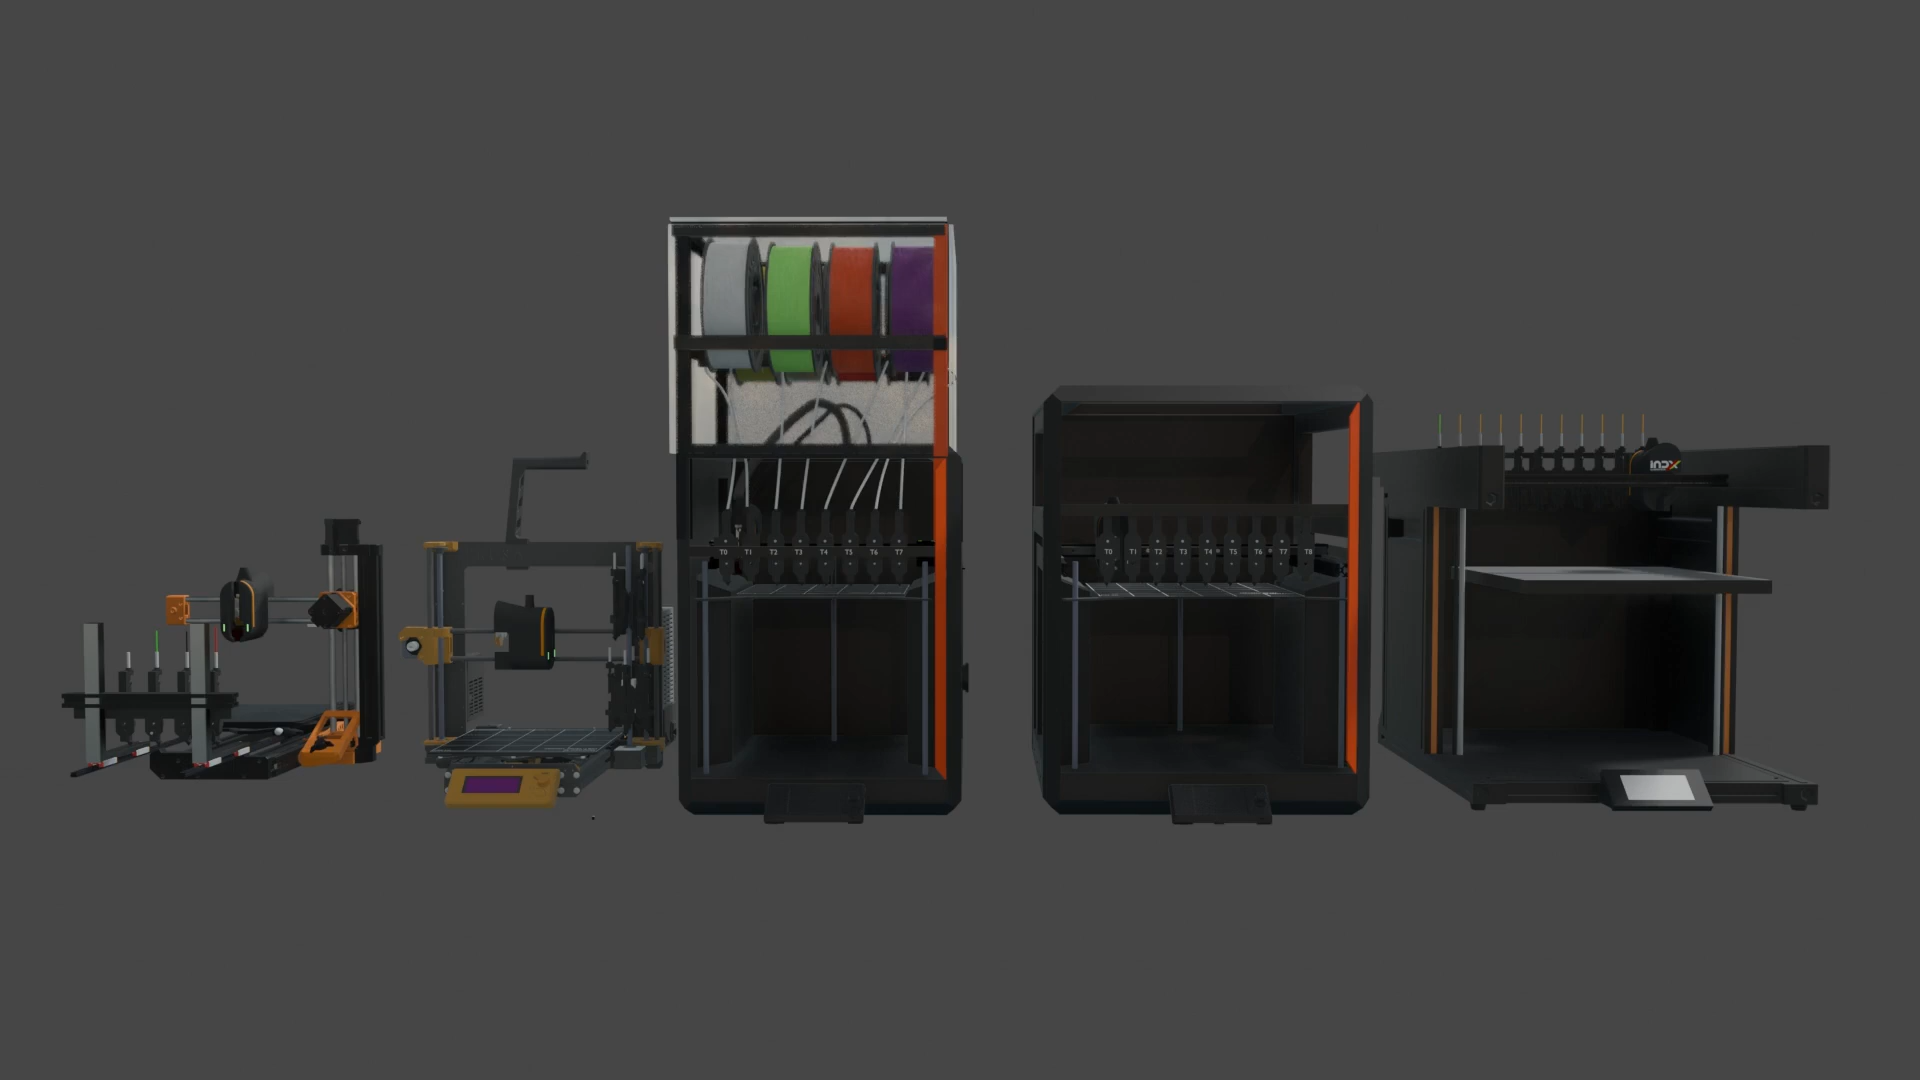 T0 T1 T2 T3 T4 T5 T6 T7
T0 T1 T2 T3 T4 T5 T6 T7 T8
INDX